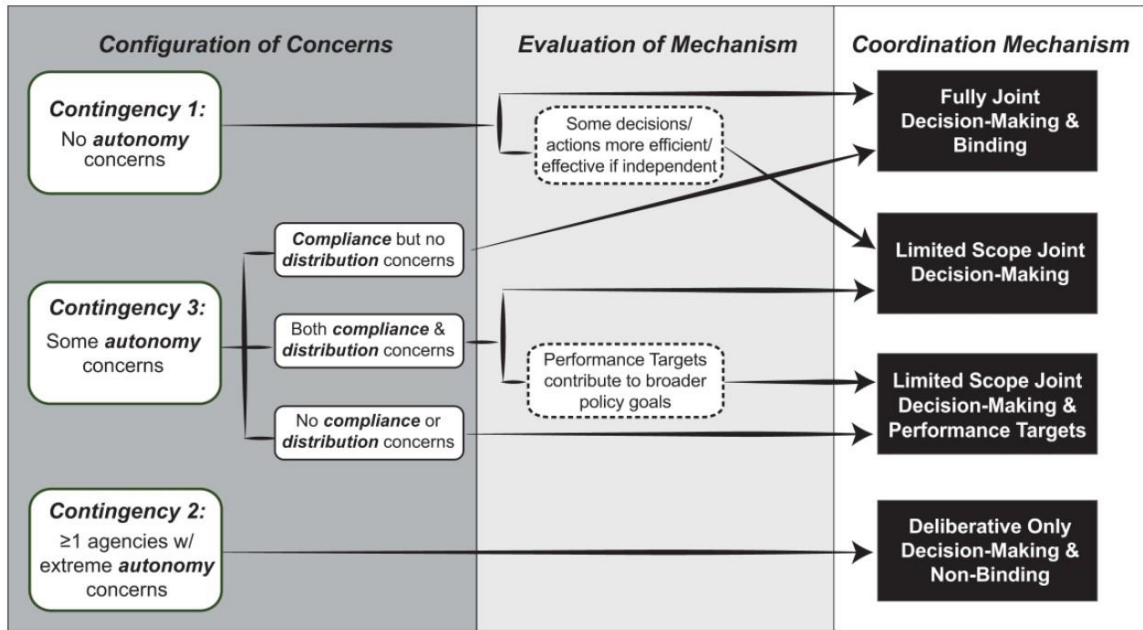 Configuration of Concerns
Evaluation of Mechanism
Coordination Mechanism
Contingency 1:
No autonomy
concerns
Some decisions/
actions more efficient/
effective if independent
Fully Joint
Decision-Making &
Binding
Compliance but no
distribution concerns
Limited Scope Joint
Decision-Making
Contingency 3:
Some autonomy
concerns
Both compliance &
distribution concerns
Performance Targets
contribute to broader
policy goals
Limited Scope Joint
Decision-Making &
Performance Targets
No compliance or
distribution concerns
Contingency 2:
≥1 agencies w/
extreme autonomy
concerns
Deliberative Only
Decision-Making &
Non-Binding